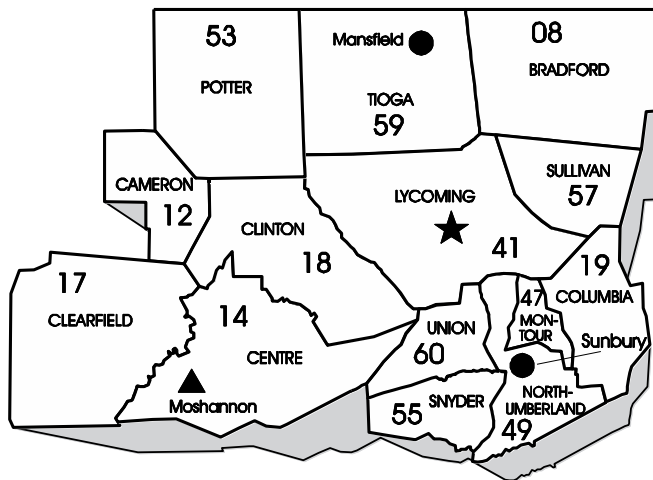 53
POTTER
Mansfield
TIOGA
59
08
BRADFORD
CAMERON
12
CLINTON
18
LYCOMING
41
SULLIVAN
57
17
CLEARFIELD
14
CENTRE
Moshannon
UNION
60
55
SNYDER
47
MON-
TOUR
19
COLUMBIA
Sunbury
NORTH-
UMBERLAND
49